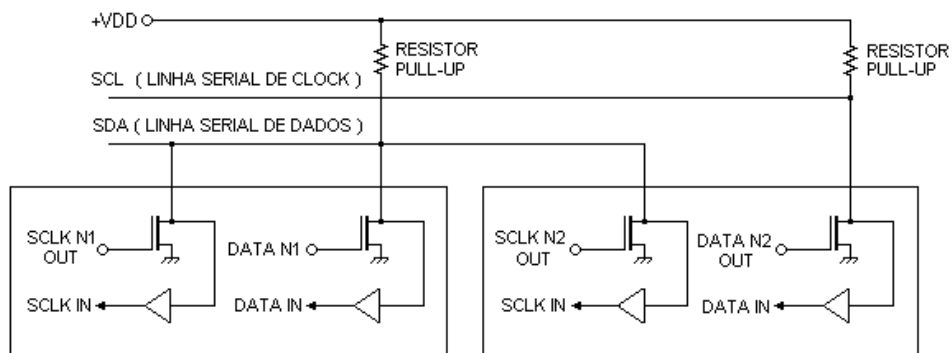 +VDD
RESISTOR
PULL-UP
RESISTOR
PULL-UP
SCL ( LINHA SERIAL DE CLOCK )
SDA ( LINHA SERIAL DE DADOS )
SCLK N1
OUT
DATA N1
SCLK N2
OUT
DATA N2
OUT
SCLK IN
DATA IN
SCLK IN
DATA IN